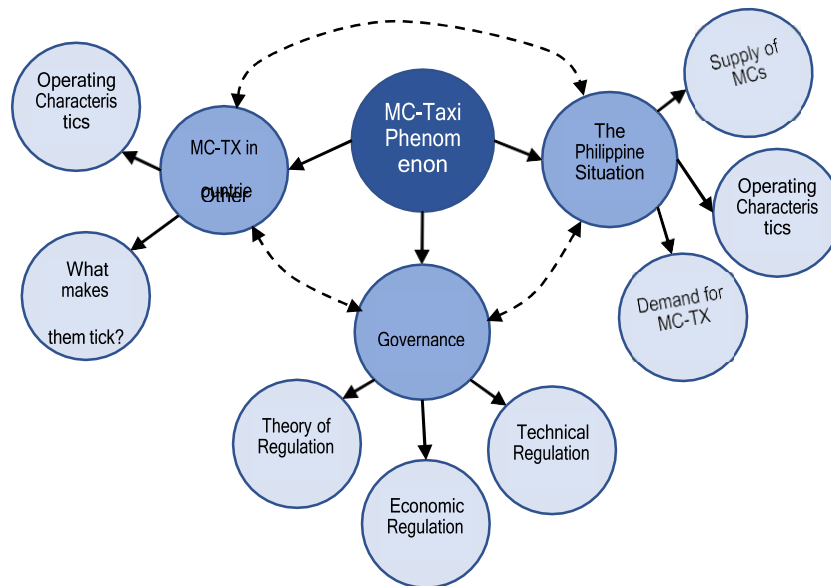 MC-Taxi
Phenom
enon
MC-TX in
Other
ountrie
Operating
Characteris
tics
What
makes
them tick?
The
Philippine
Situation
Supply of
MCs
Operating
Characteris
tics
Demand for
MC-TX
Governance
Theory of
Regulation
Economic
Regulation
Technical
Regulation